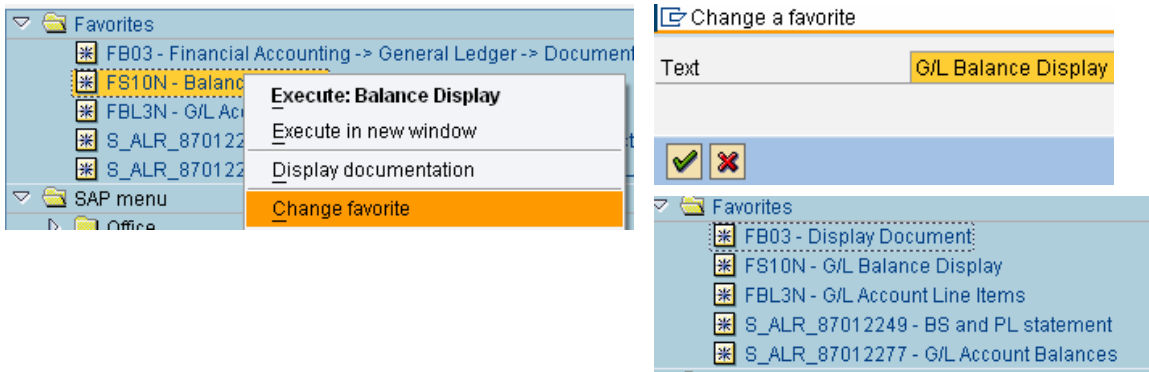 Favorites
FB03 - Financial Accounting -> General Ledger -> Document
FS10N - Balanc
FBL3N - G/L Ac
S_ALR_870122
S_ALR_870122
SAP menu
Office
Execute: Balance Display
Execute in new window
Display documentation
Change favorite
Change a favorite
Text G/L Balance Display
Favorites
FB03 - Display Document
FS10N - G/L Balance Display
FBL3N - G/L Account Line Items
S_ALR_87012249 - BS and PL statement
S_ALR_87012277 - G/L Account Balances